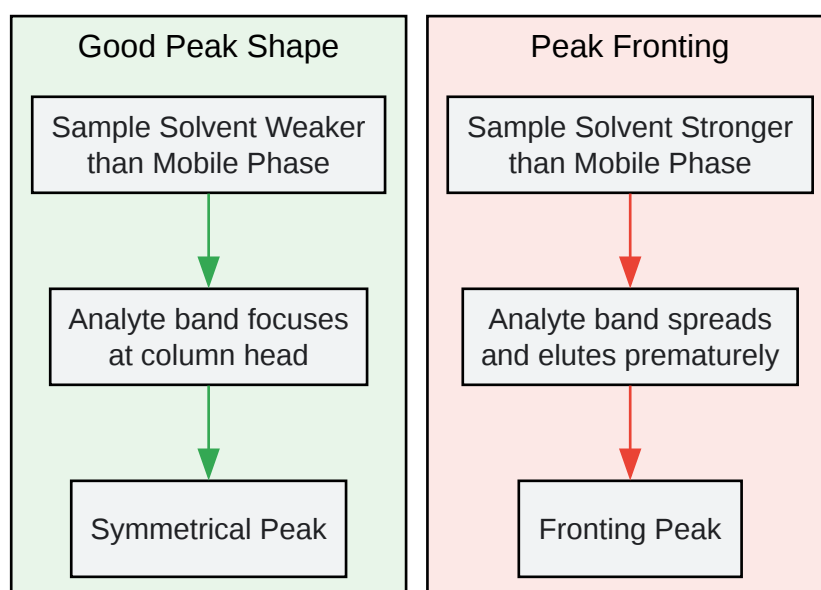 Good Peak Shape
Sample Solvent Weaker
than Mobile Phase
Analyte band focuses
at column head
Symmetrical Peak
Peak Fronting
Sample Solvent Stronger
than Mobile Phase
Analyte band spreads
and elutes prematurely
Fronting Peak